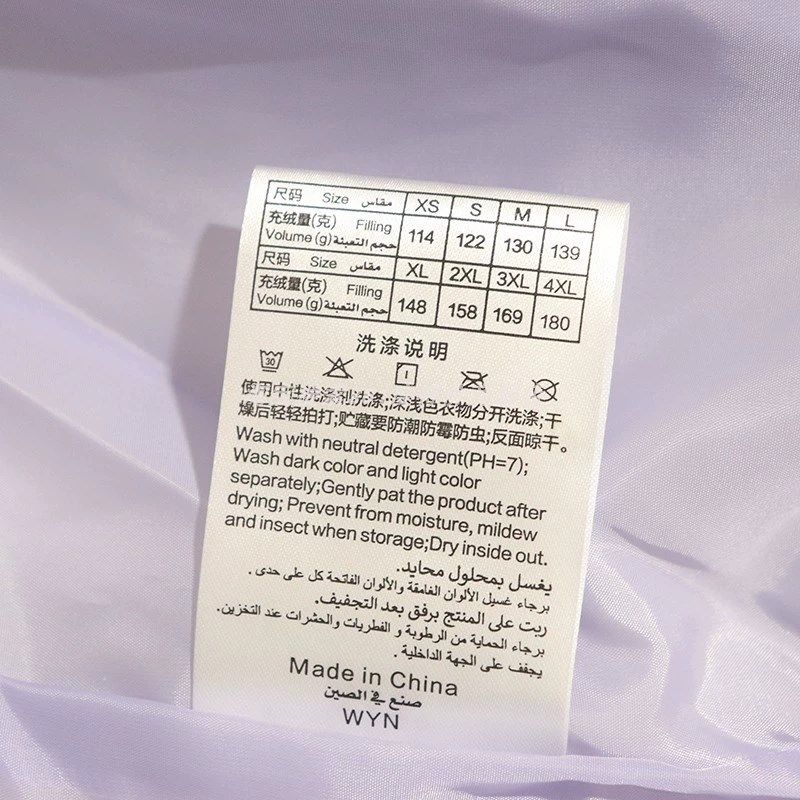 尺码 Size مقاس XS S M L
充绒量(克) Filling
Volume (g) حجم التعبئة 114 122 130 139
尺码 Size مقاس XL 2XL 3XL 4XL
充绒量(克) Filling
Volume (g) حجم التعبئة 148 158 169 180
洗涤说明
30
使用中性洗涤剂洗涤;深浅色衣物分开洗涤;干
燥后轻轻拍打;贮藏要防潮防霉防虫;反面晾干。
Wash with neutral detergent(PH=7);
Wash dark color and light color
separately;Gently pat the product after
drying; Prevent from moisture, mildew
and insect when storage;Dry inside out.
يغسل بمحلول محايد.
برجاء غسيل الألوان الغامقة والألوان الفاتحة كل على حدى.
ربت على المنتج برفق بعد التجفيف.
برجاء الحماية من الرطوبة و الفطريات والحشرات عند التخزين.
يجفف على الجهة الداخلية.
Made in China
صنع في الصين
WYN